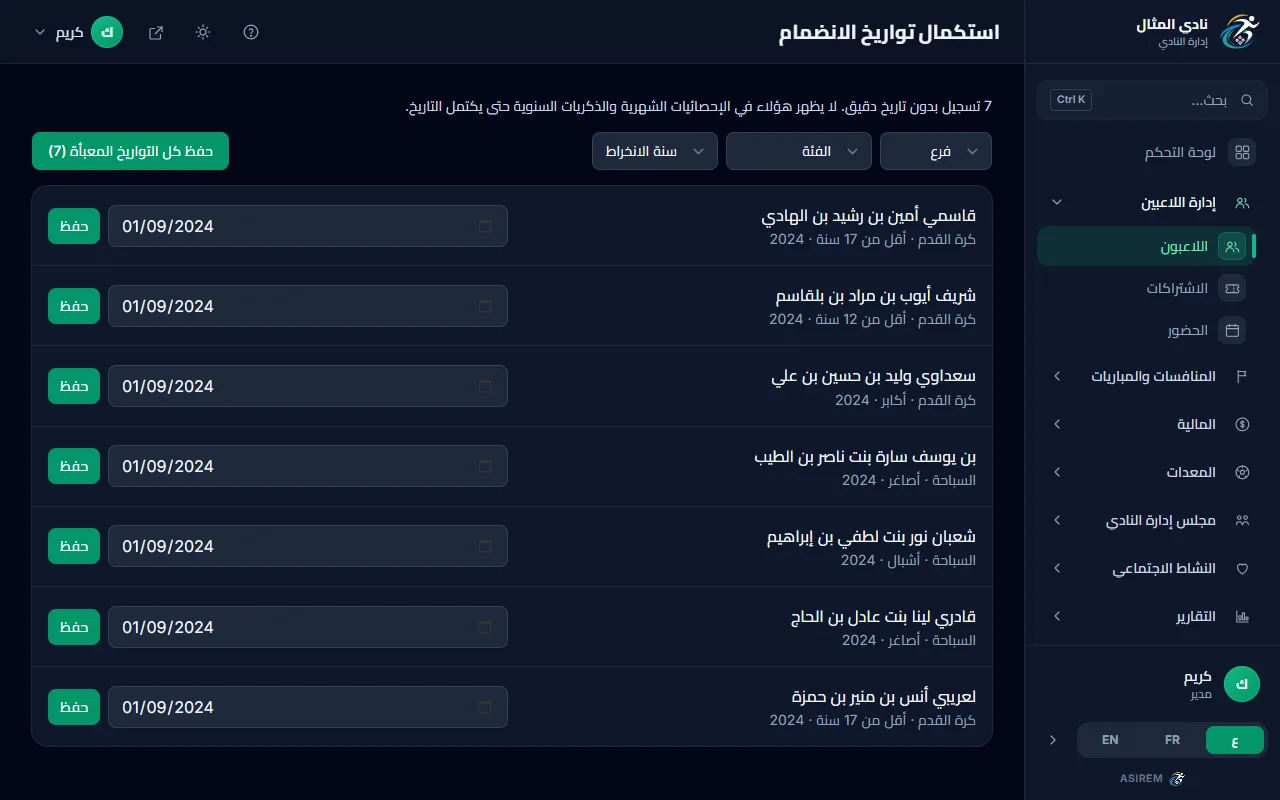 نادي المثال
إدارة النادي
بحث...
Ctrl K
لوحة التحكم
إدارة اللاعبين
اللاعبون
الاشتراكات
الحضور
المنافسات والمباريات
المالية
المعدات
مجلس إدارة النادي
النشاط الاجتماعي
التقارير
ك
كريم
مدير
ع
FR
EN
ASIREM
استكمال تواريخ الانضمام
ك
كريم
7 تسجيل بدون تاريخ دقيق. لا يظهر هؤلاء في الإحصائيات الشهرية والذكريات السنوية حتى يكتمل التاريخ.
فرع
الفئة
سنة الانخراط
حفظ كل التواريخ المعبأة (7)
قاسمي أمين بن رشيد بن الهادي
كرة القدم · أقل من 17 سنة · 2024
01/09/2024
حفظ
شريف أيوب بن مراد بن بلقاسم
كرة القدم · أقل من 12 سنة · 2024
01/09/2024
حفظ
سعداوي وليد بن حسين بن علي
كرة القدم · أكابر · 2024
01/09/2024
حفظ
بن يوسف سارة بنت ناصر بن الطيب
السباحة · أصاغر · 2024
01/09/2024
حفظ
شعبان نور بنت لطفي بن إبراهيم
السباحة · أشبال · 2024
01/09/2024
حفظ
قادري لينا بنت عادل بن الحاج
السباحة · أصاغر · 2024
01/09/2024
حفظ
لعريبي أنس بن منير بن حمزة
كرة القدم · أقل من 17 سنة · 2024
01/09/2024
حفظ